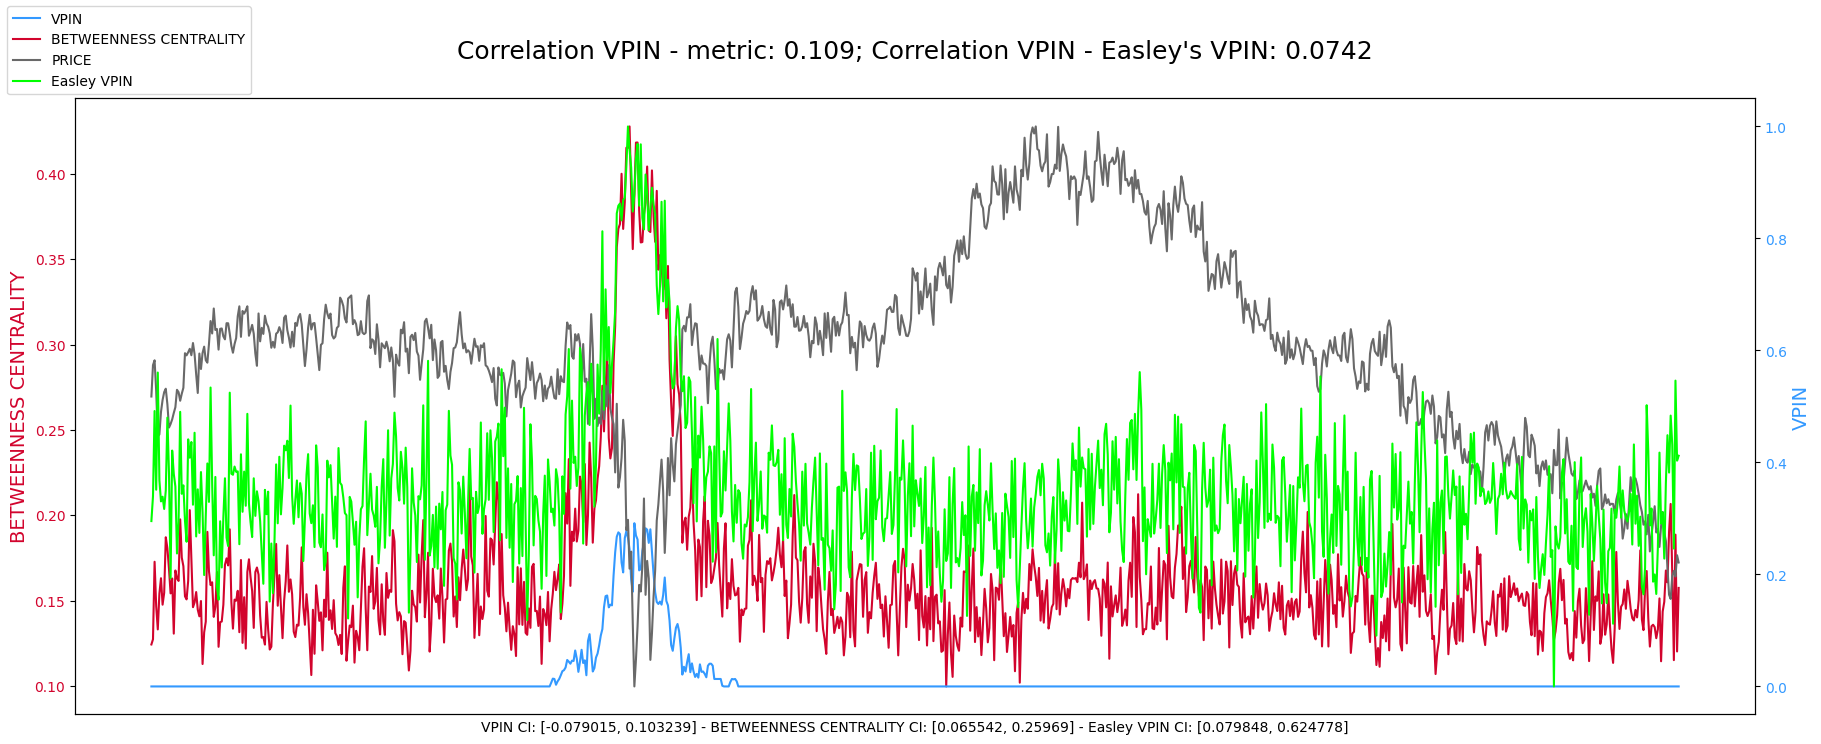 VPIN
BETWEENNESS CENTRALITY
PRICE
Easley VPIN
Correlation VPIN - metric: 0.109; Correlation VPIN - Easley's VPIN: 0.0742
BETWEENNESS CENTRALITY
0.40
0.35
0.30
0.25
0.20
0.15
0.10
1.0
0.8
0.6
0.4
0.2
0.0
VPIN
VPIN CI: [-0.079015, 0.103239] - BETWEENNESS CENTRALITY CI: [0.065542, 0.25969] - Easley VPIN CI: [0.079848, 0.624778]